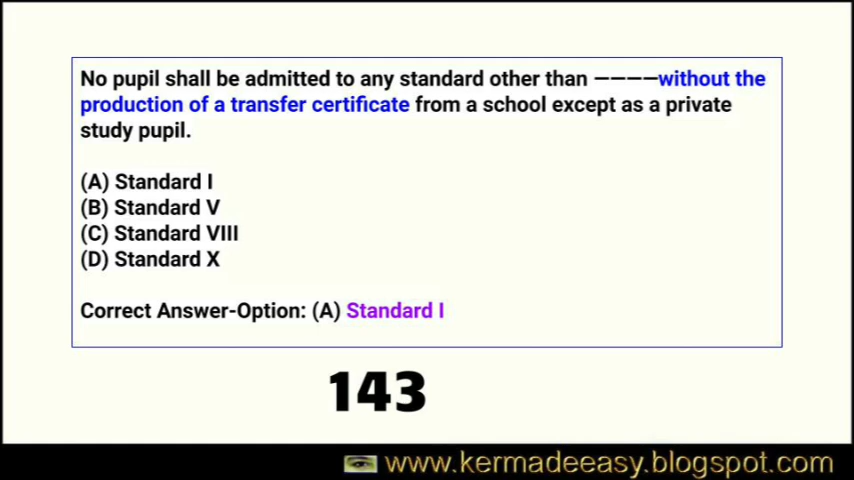 No pupil shall be admitted to any standard other than ————without the
production of a transfer certificate from a school except as a private
study pupil.
(A) Standard I
(B) Standard V
(C) Standard VIII
(D) Standard X
Correct Answer-Option: (A) Standard I
143
www.kermadeeasy.blogspot.com